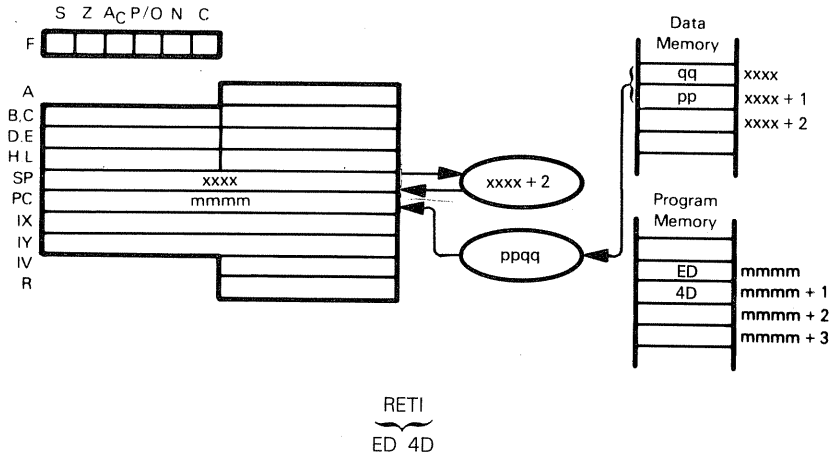 S Z AC P/O N C
F
A
B,C
D.E
H L
SP xxxx
PC mmmm
IX
IY
IV
R
xxxx + 2
ppqq
Data
Memory
qq xxxx
pp xxxx + 1
xxxx + 2
Program
Memory
ED mmmm
4D mmmm + 1
mmmm + 2
mmmm + 3
RETI
ED 4D